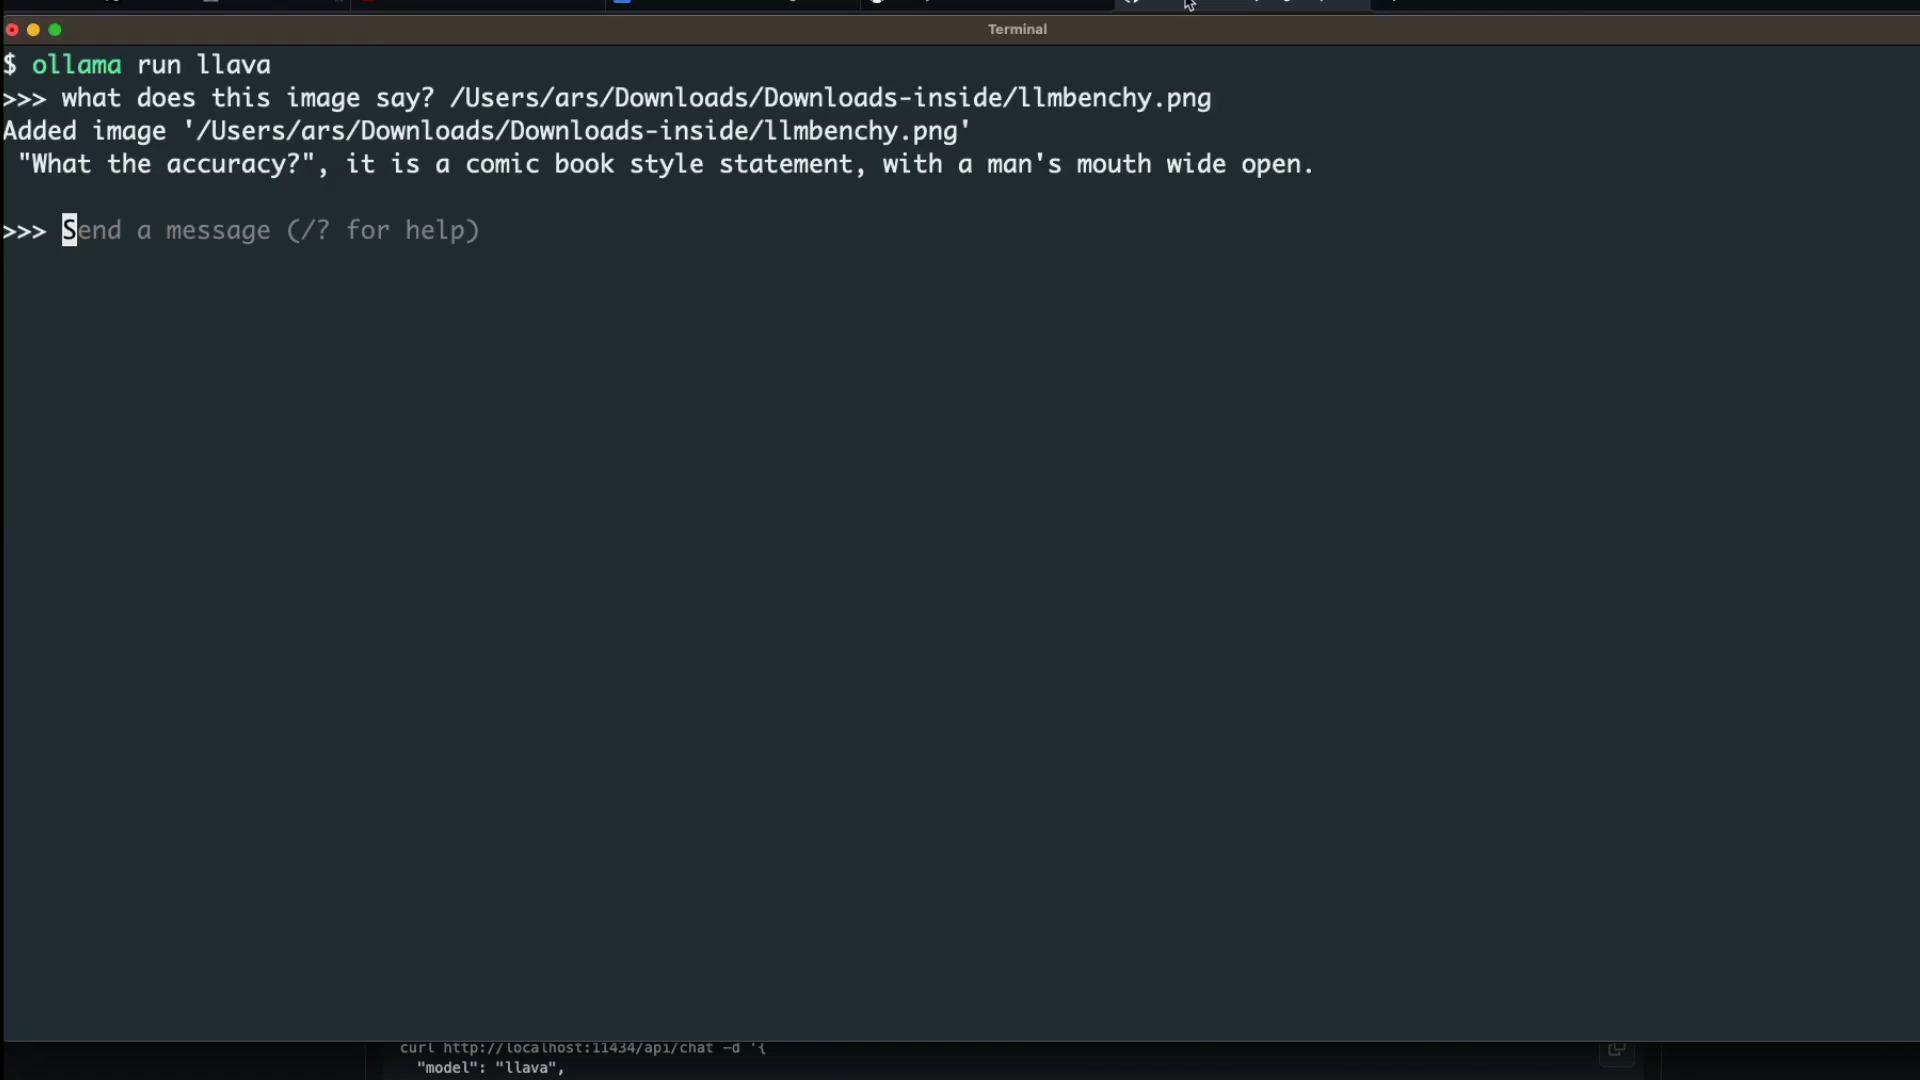 Terminal
$ ollama run llava
>>> what does this image say? /Users/ars/Downloads/Downloads-inside/llmbenchy.png
Added image '/Users/ars/Downloads/Downloads-inside/llmbenchy.png'
"What the accuracy?", it is a comic book style statement, with a man's mouth wide open.
>>> Send a message (/? for help)
curl http://localhost:11434/api/chat -d '{
"model": "llava",